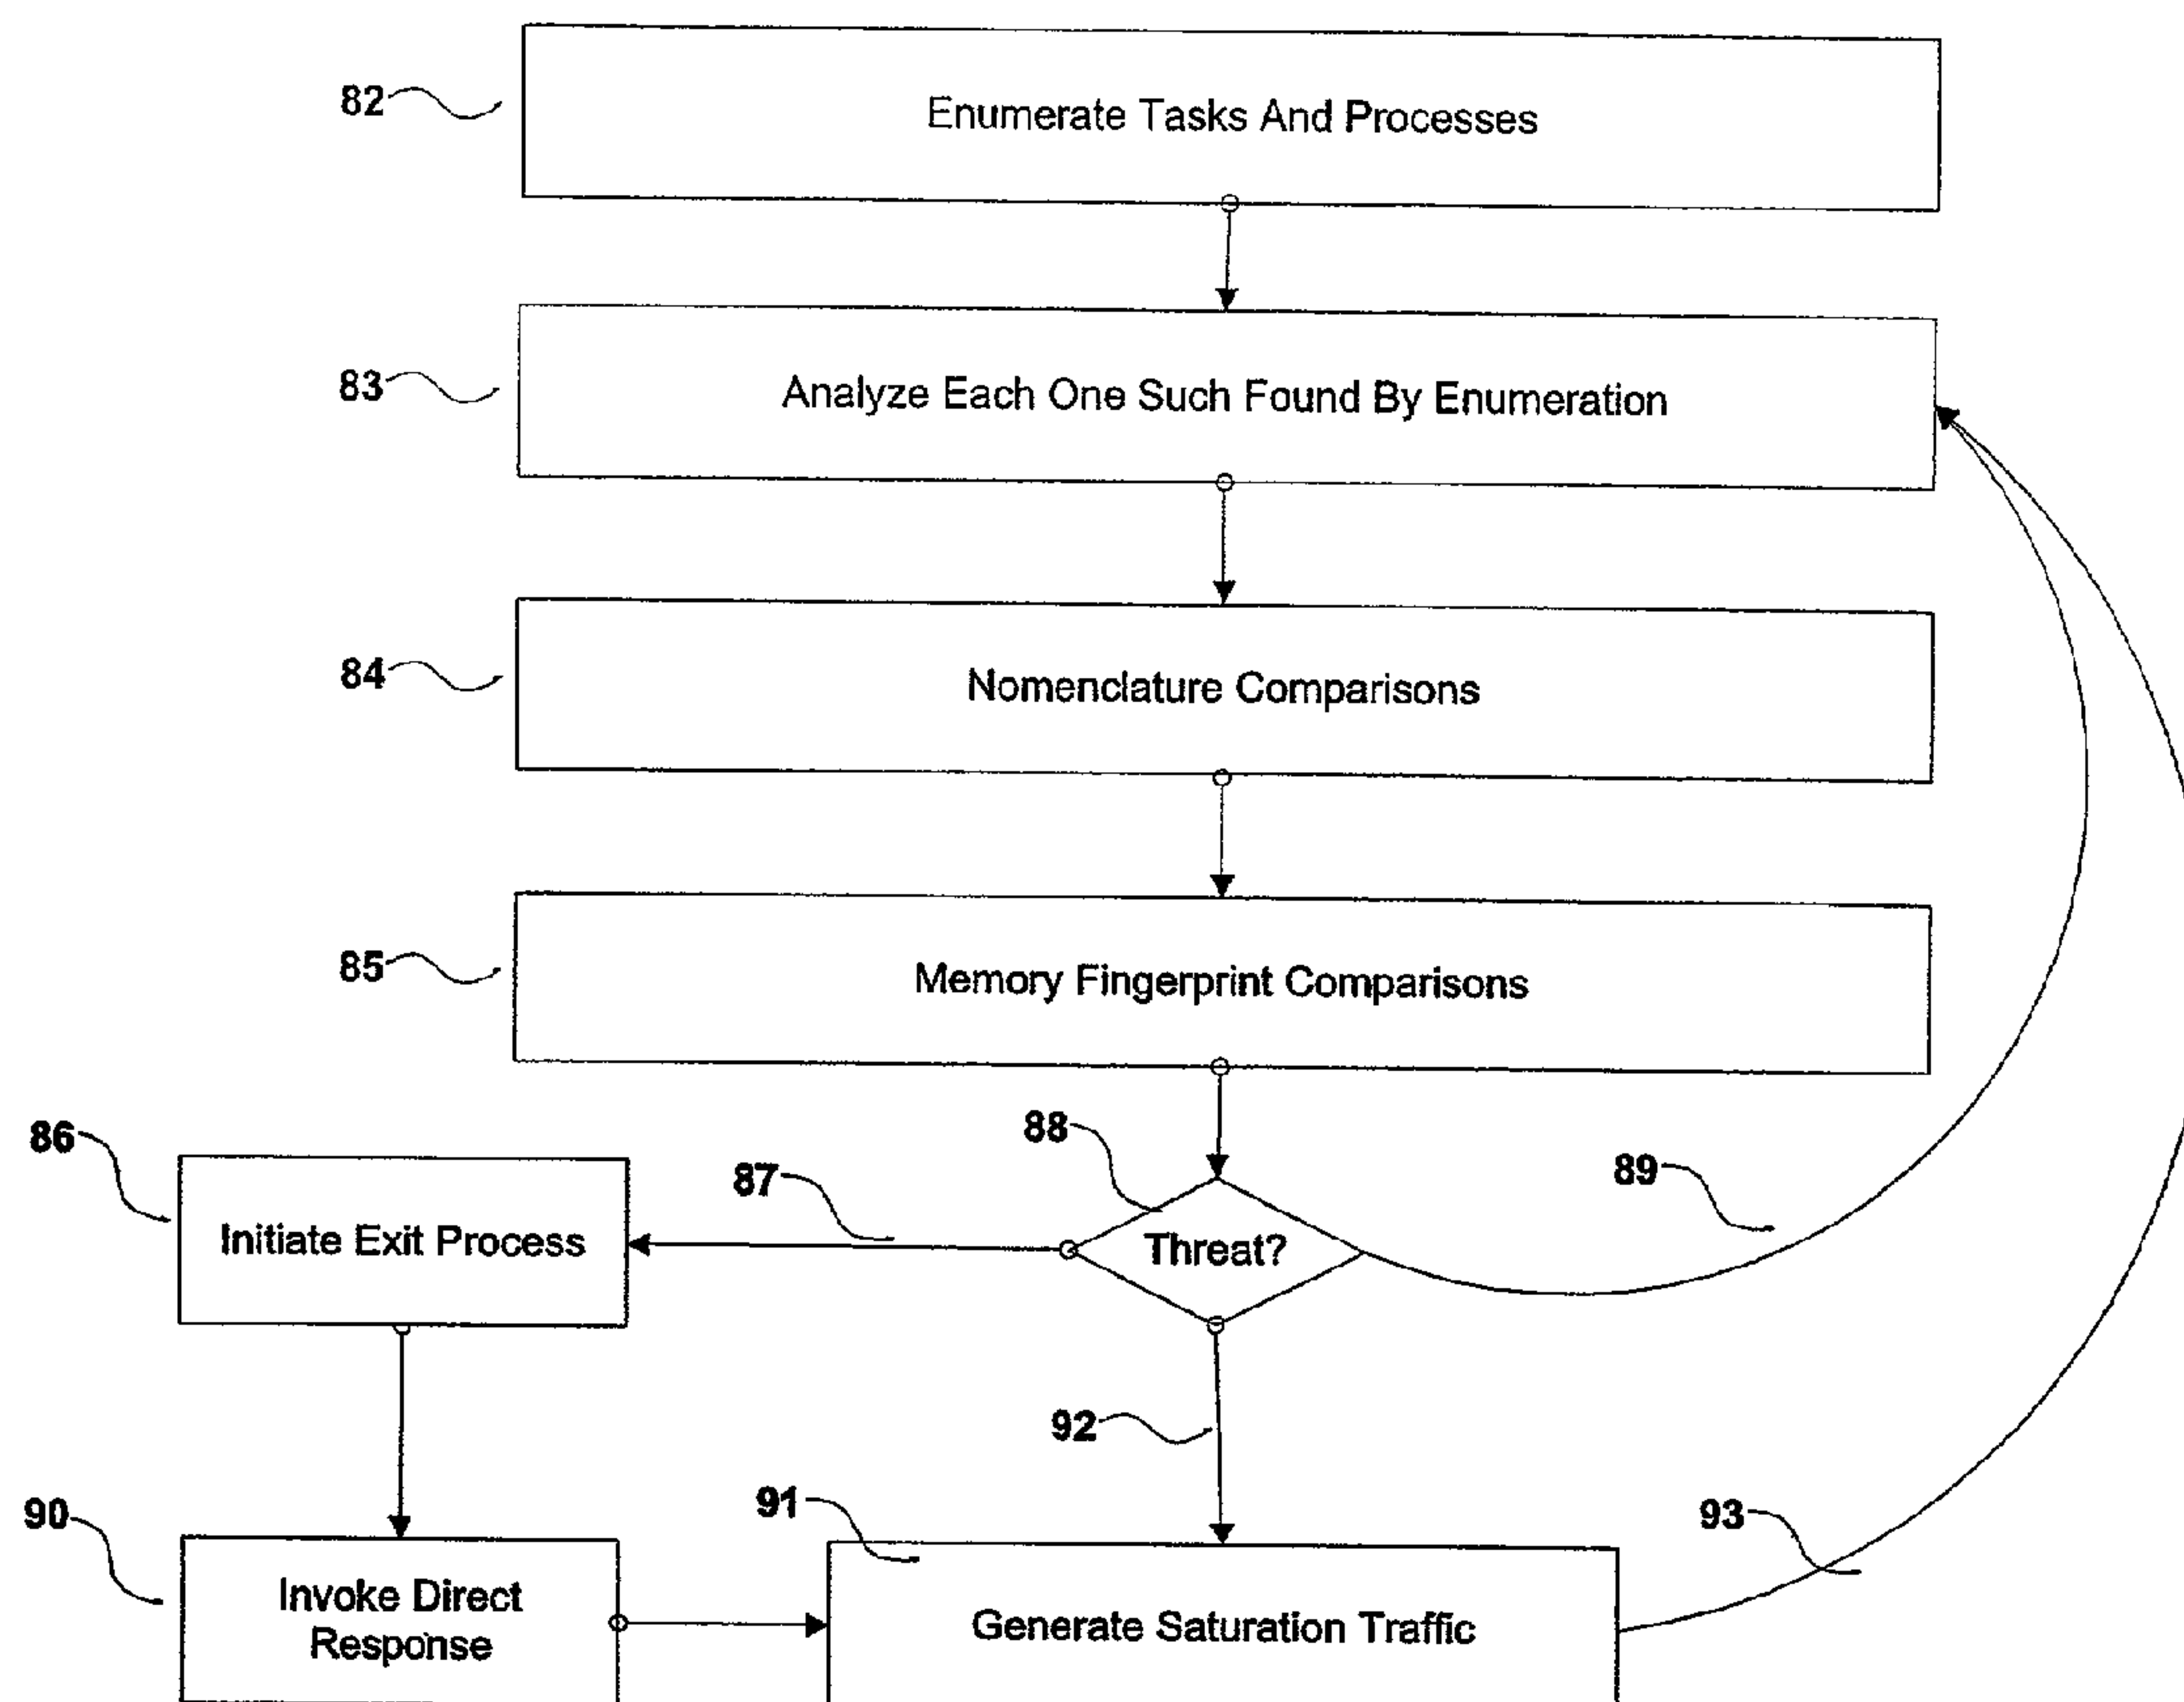 82
Enumerate Tasks And Processes
83
Analyze Each One Such Found By Enumeration
84
Nomenclature Comparisons
85
Memory Fingerprint Comparisons
86
Initiate Exit Process
87
88
Threat?
89
92
90
Invoke Direct
Response
91
Generate Saturation Traffic
93